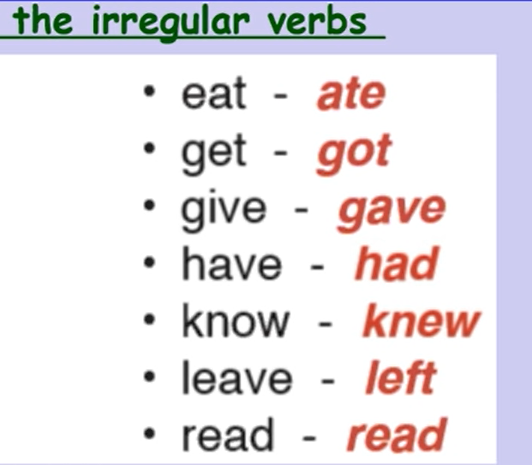 the irregular verbs
• eat - ate
• get - got
• give - gave
• have - had
• know - knew
• leave - left
• read - read